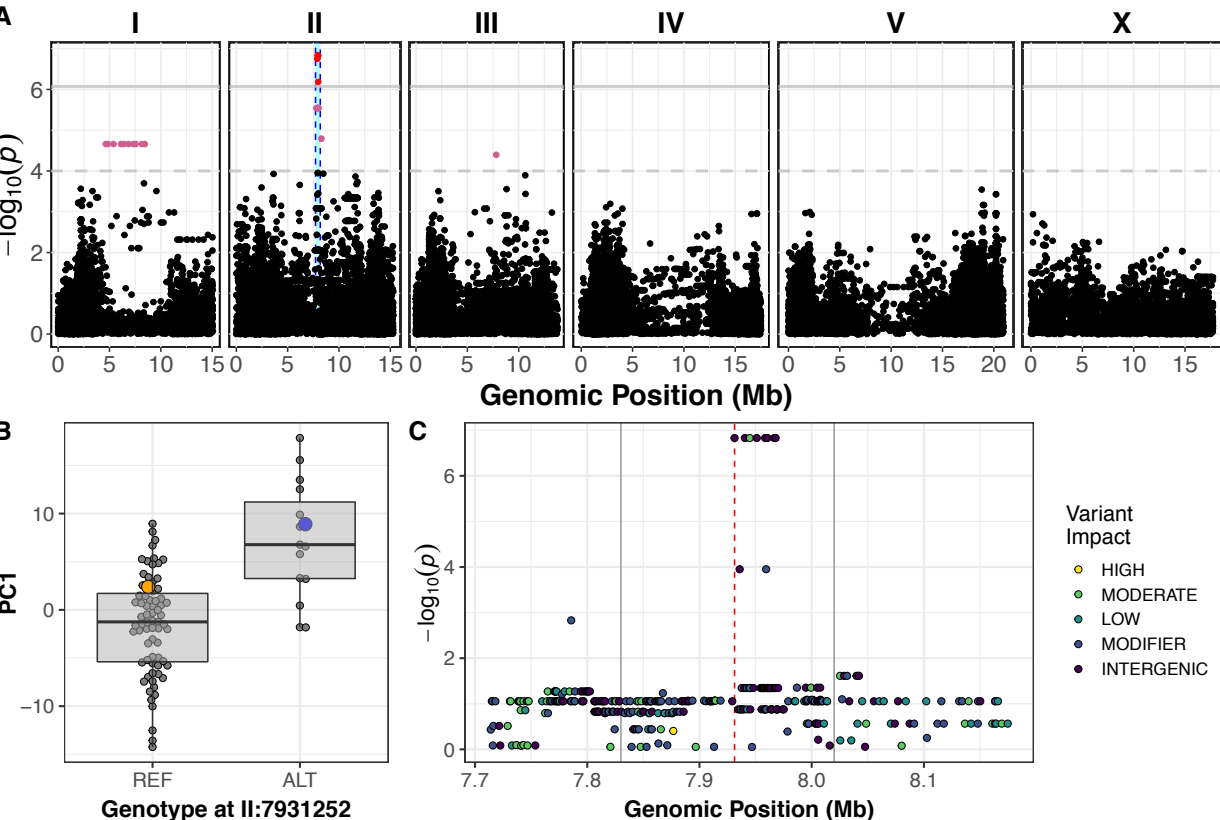 A
I II III IV V X
−log10(p)
6
4
2
0
0 5 10 15 0 5 10 15 0 5 10 0 5 10 15 0 5 10 15 20 0 5 10 15
Genomic Position (Mb)
B
PC1
10
0
−10
REF ALT
Genotype at II:7931252
C
−log10(p)
6
4
2
0
7.7 7.8 7.9 8.0 8.1
Genomic Position (Mb)
Variant
Impact
HIGH
MODERATE
LOW
MODIFIER
INTERGENIC